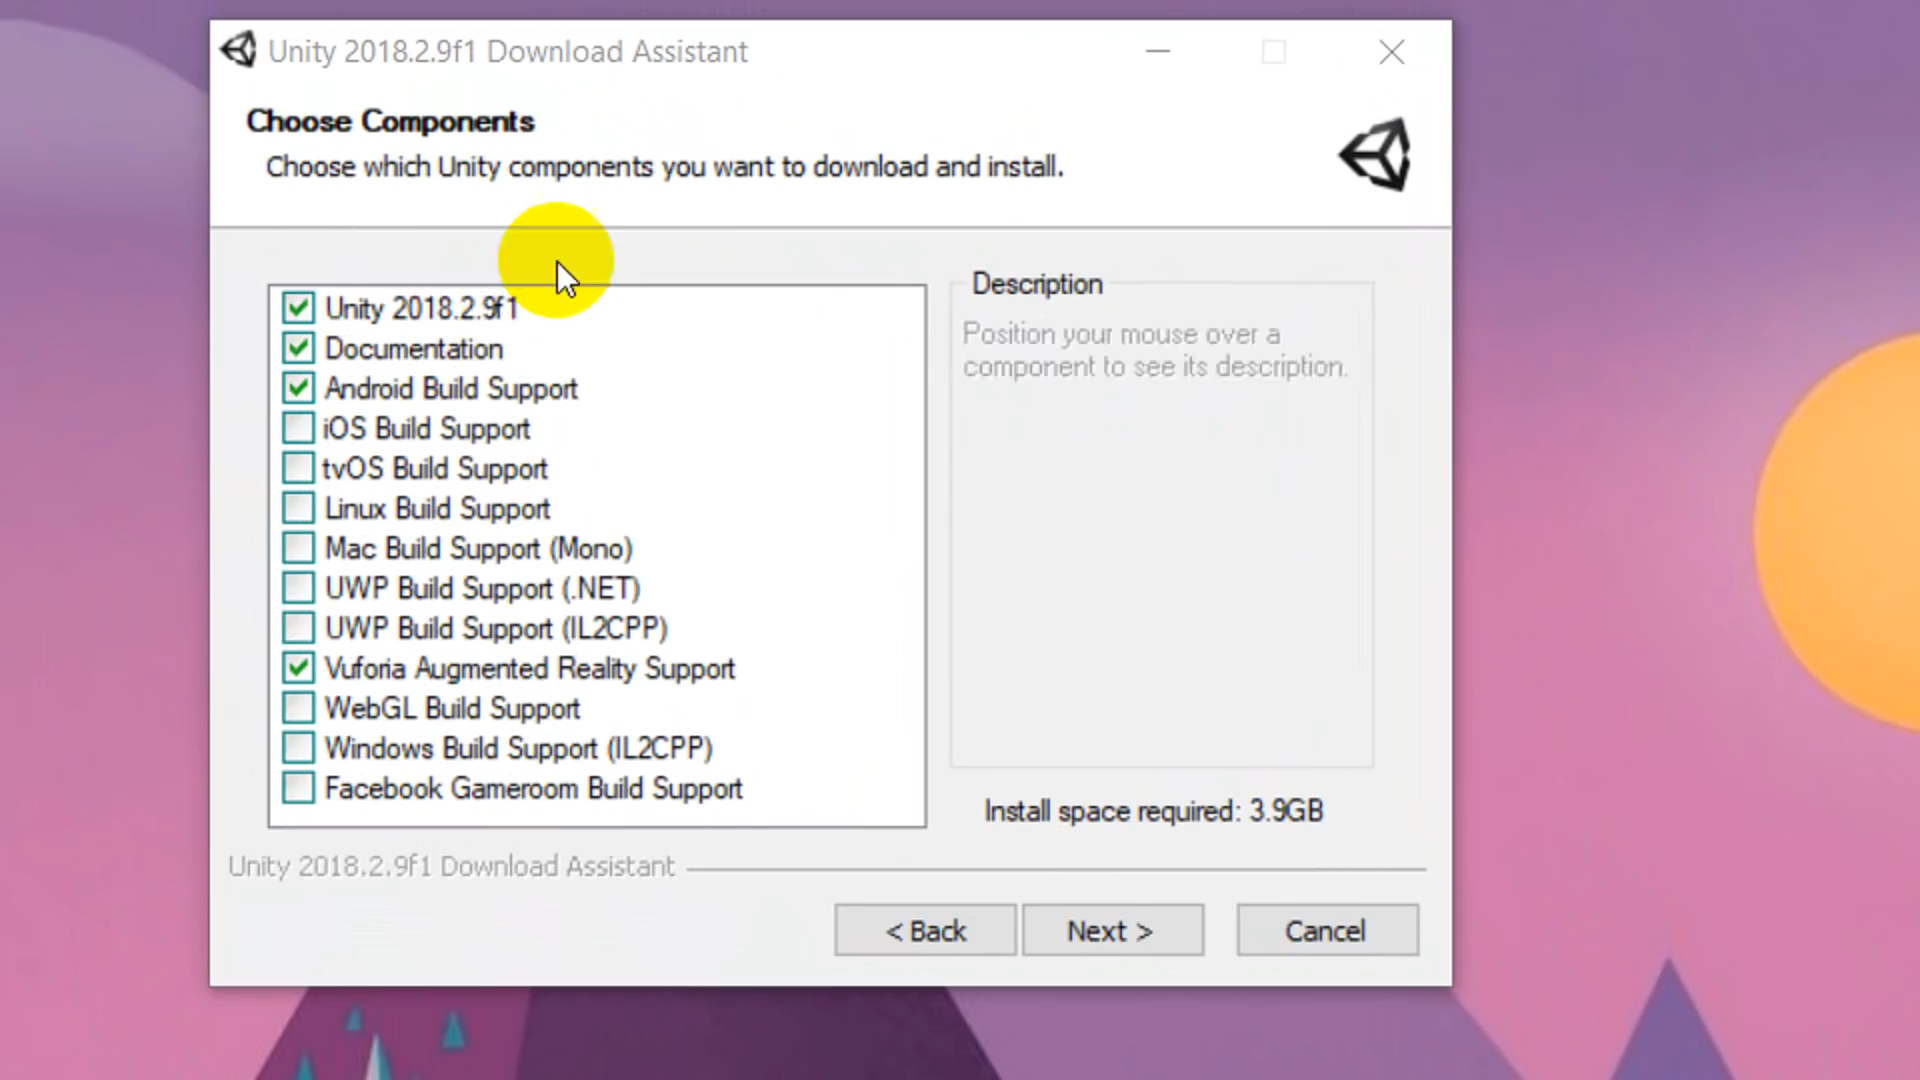 Unity 2018.2.9f1 Download Assistant
Choose Components
Choose which Unity components you want to download and install.
Unity 2018.2.9f1
Documentation
Android Build Support
iOS Build Support
tvOS Build Support
Linux Build Support
Mac Build Support (Mono)
UWP Build Support (.NET)
UWP Build Support (IL2CPP)
Vuforia Augmented Reality Support
WebGL Build Support
Windows Build Support (IL2CPP)
Facebook Gameroom Build Support
Description
Position your mouse over a
component to see its description.
Install space required: 3.9GB
Unity 2018.2.9f1 Download Assistant
< Back
Next >
Cancel